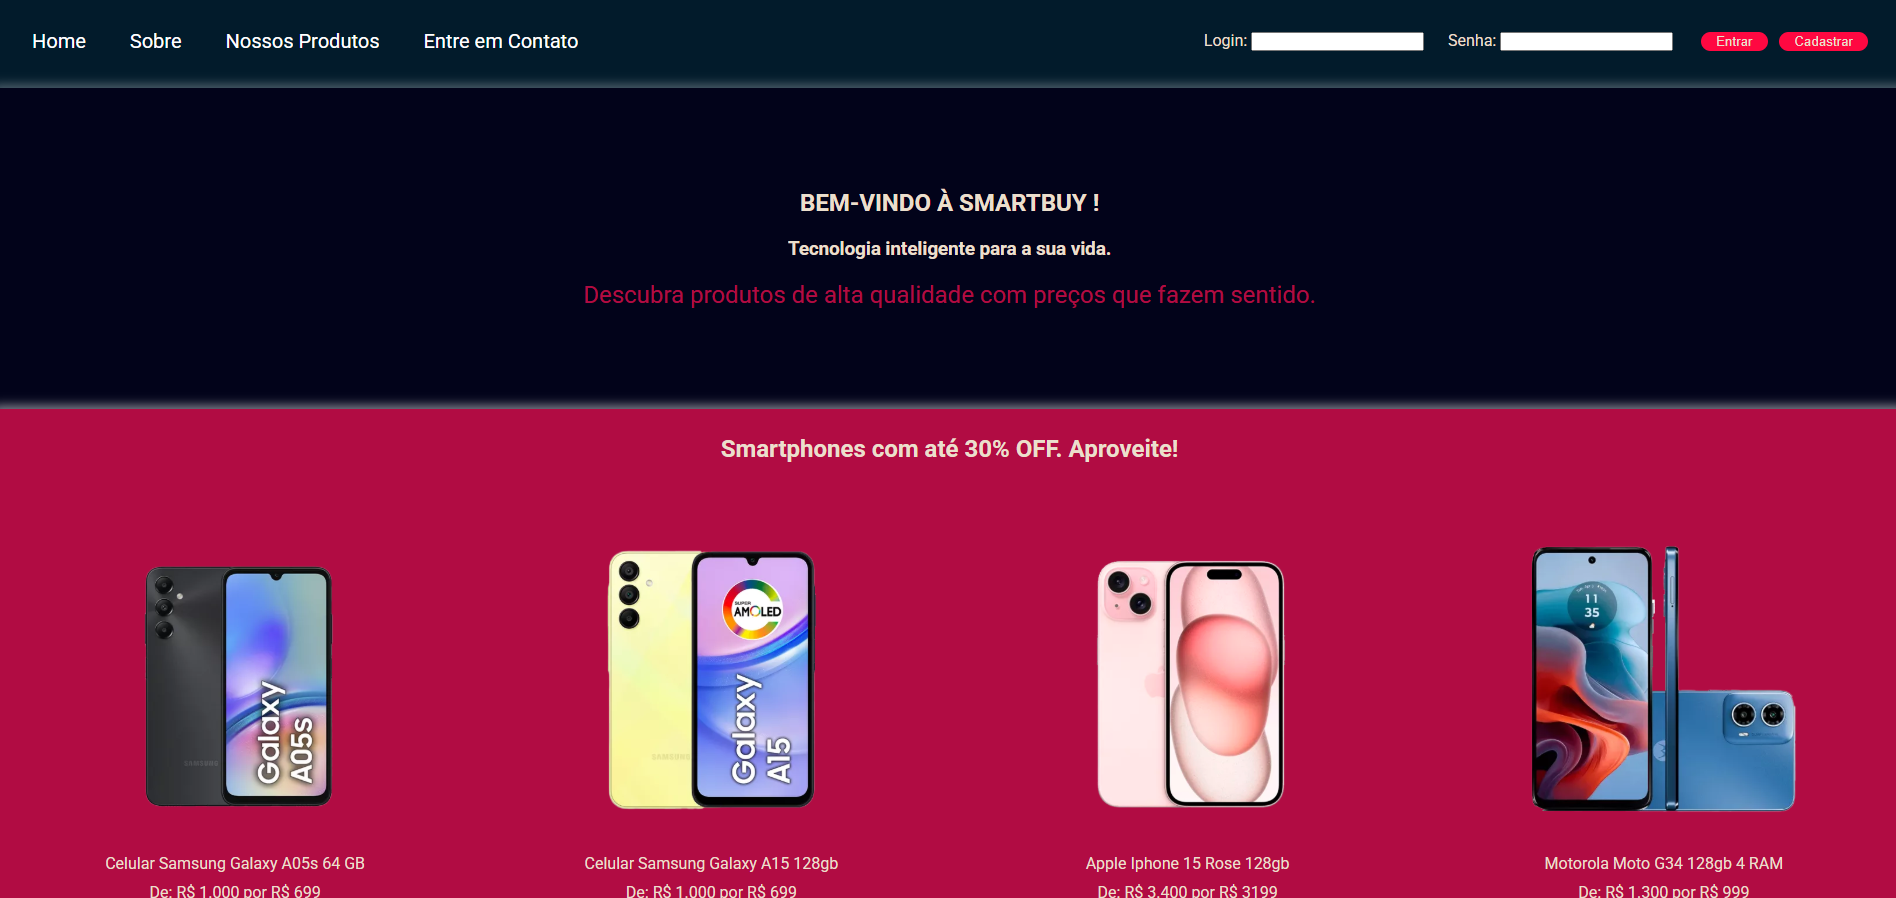 Home Sobre Nossos Produtos Entre em Contato Login: Senha: Entrar Cadastrar
BEM-VINDO À SMARTBUY !
Tecnologia inteligente para a sua vida.
Descubra produtos de alta qualidade com preços que fazem sentido.
Smartphones com até 30% OFF. Aproveite!
SAMSUNG
Galaxy
A05s
SUPER
AMOLED
SAMSUNG
Galaxy
A15
11
35
Celular Samsung Galaxy A05s 64 GB
De: R$ 1.000 por R$ 699
Celular Samsung Galaxy A15 128gb
De: R$ 1.000 por R$ 699
Apple Iphone 15 Rose 128gb
De: R$ 3.400 por R$ 3199
Motorola Moto G34 128gb 4 RAM
De: R$ 1.300 por R$ 999